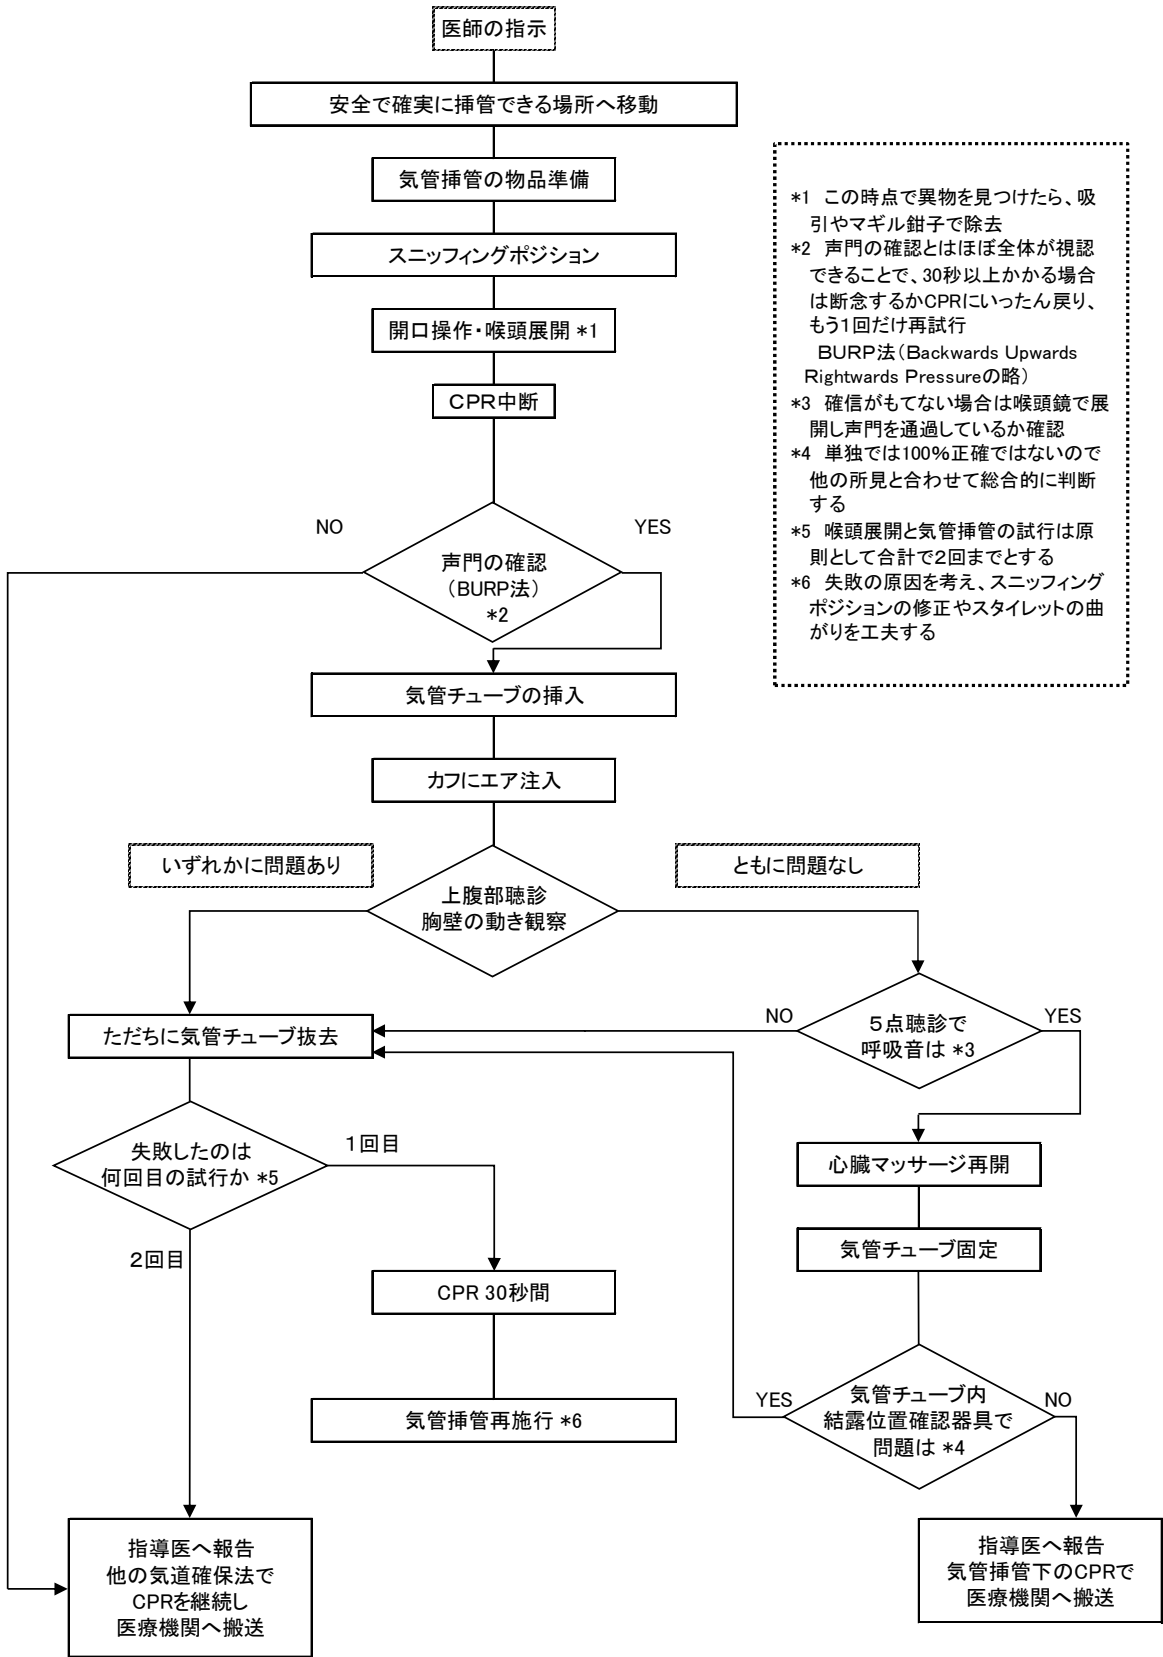 医師の指示
安全で確実に挿管できる場所へ移動
気管挿管の物品準備
スニッフィングポジション
開口操作・喉頭展開 *1
CPR中断
NO
YES
声門の確認
（BURP法）
*2
気管チューブの挿入
カフにエア注入
いずれかに問題あり
ともに問題なし
上腹部聴診
胸壁の動き観察
ただちに気管チューブ抜去
NO
YES
５点聴診で
呼吸音は *3
失敗したのは
何回目の試行か *5
１回目
２回目
心臓マッサージ再開
気管チューブ固定
CPR 30秒間
気管挿管再施行 *6
YES
NO
気管チューブ内
結露位置確認器具で
問題は *4
指導医へ報告
他の気道確保法で
CPRを継続し
医療機関へ搬送
指導医へ報告
気管挿管下のCPRで
医療機関へ搬送
*1 この時点で異物を見つけたら、吸
引やマギル鉗子で除去
*2 声門の確認とはほぼ全体が視認
できることで、30秒以上かかる場合
は断念するかCPRにいったん戻り、
もう1回だけ再試行
BURP法（Backwards Upwards
Rightwards Pressureの略）
*3 確信がもてない場合は喉頭鏡で展
開し声門を通過しているか確認
*4 単独では100%正確ではないので
他の所見と合わせて総合的に判断
する
*5 喉頭展開と気管挿管の試行は原
則として合計で２回までとする
*6 失敗の原因を考え、スニッフィング
ポジションの修正やスタイレットの曲
がりを工夫する